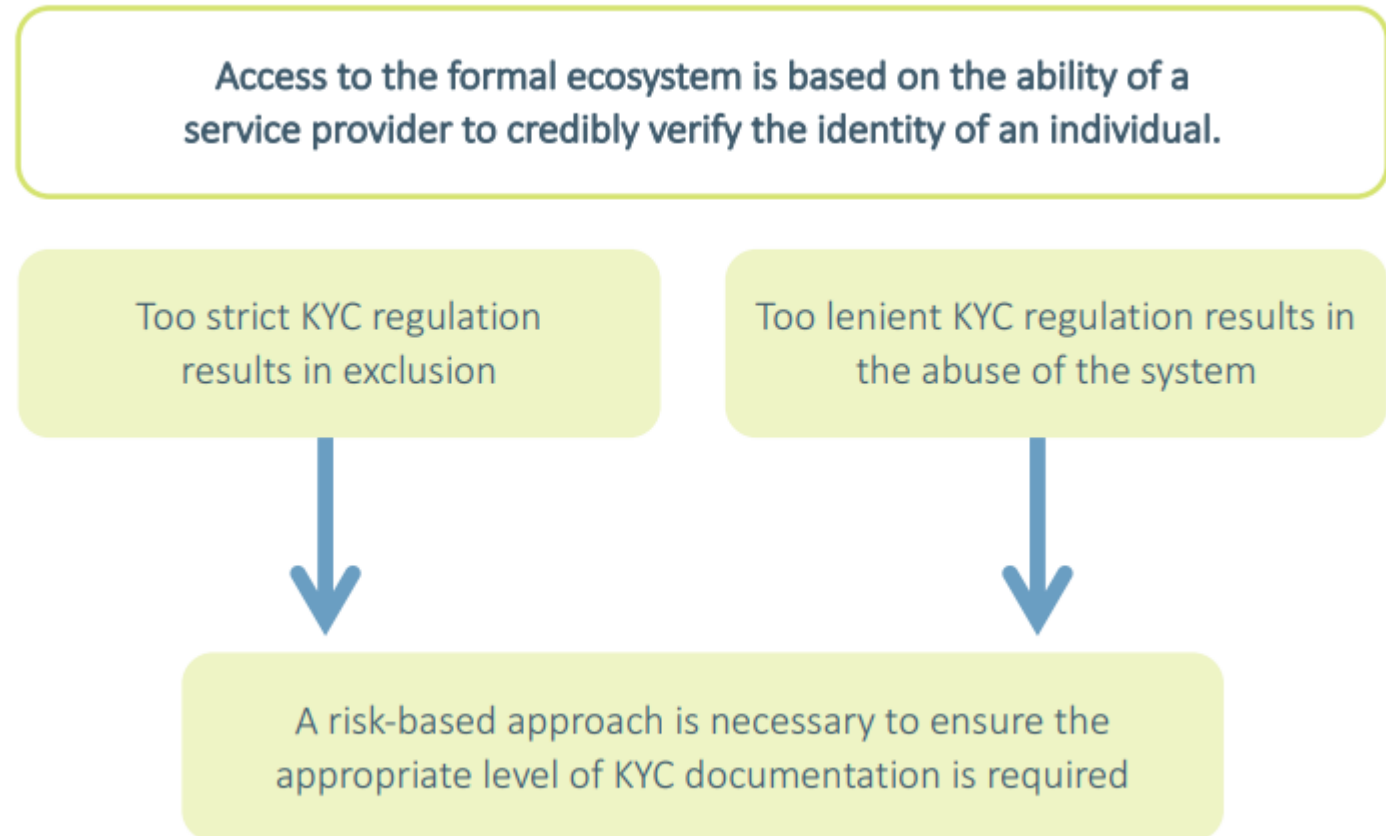 Access to the formal ecosystem is based on the ability of a
service provider to credibly verify the identity of an individual.
Too strict KYC regulation
results in exclusion
Too lenient KYC regulation results in
the abuse of the system
A risk-based approach is necessary to ensure the
appropriate level of KYC documentation is required